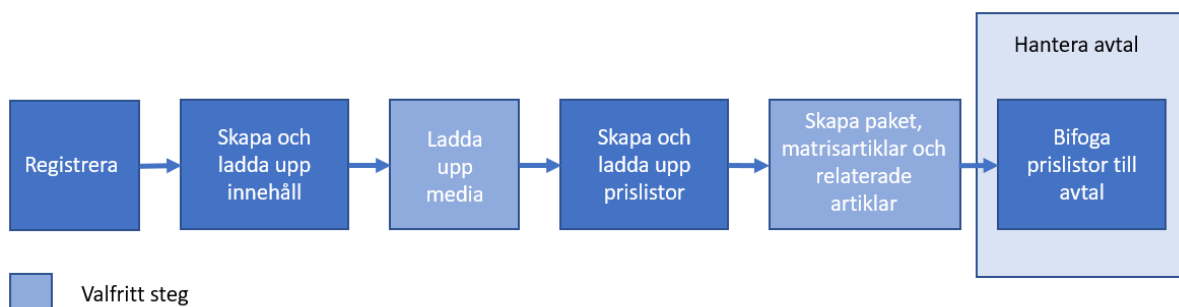 Hantera avtal
Registrera
Skapa och
ladda upp
innehåll
Ladda
upp
media
Skapa och
ladda upp
prislistor
Skapa paket,
matrisartiklar och
relaterade
artiklar
Bifoga
prislistor till
avtal
Valfritt steg